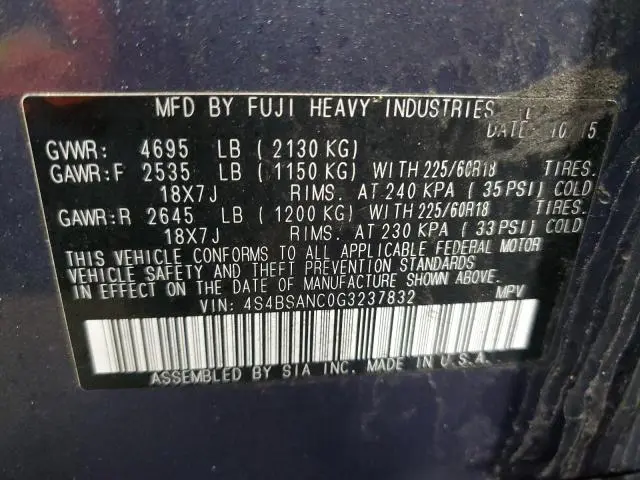 MFD BY FUJI HEAVY INDUSTRIES L
DATE: 10 15
GVWR: 4695 LB ( 2130 KG)
GAWR:F 2535 LB ( 1150 KG) WITH 225/60R18 TIRES.
18X7J RIMS. AT 240 KPA ( 35 PSI) COLD
GAWR:R 2645 LB ( 1200 KG) WITH 225/60R18 TIRES.
18X7J RIMS. AT 230 KPA ( 33 PSI) COLD
THIS VEHICLE CONFORMS TO ALL APPLICABLE FEDERAL MOTOR
VEHICLE SAFETY AND THEFT PREVENTION STANDARDS
IN EFFECT ON THE DATE OF MANUFACTURE SHOWN ABOVE.
VIN: 4S4BSANC0G3237832 MPV
ASSEMBLED BY SIA INC. MADE IN U.S.A.